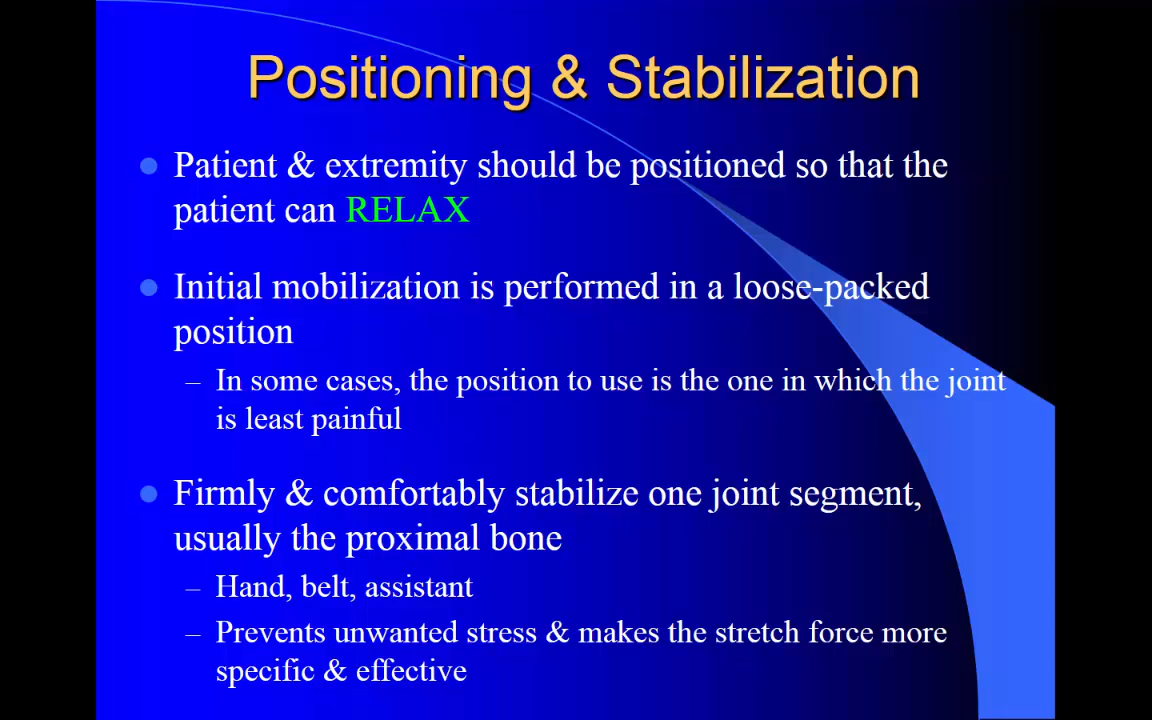 Positioning & Stabilization
Patient & extremity should be positioned so that the
patient can RELAX
Initial mobilization is performed in a loose-packed
position
– In some cases, the position to use is the one in which the joint
is least painful
Firmly & comfortably stabilize one joint segment,
usually the proximal bone
– Hand, belt, assistant
– Prevents unwanted stress & makes the stretch force more
specific & effective